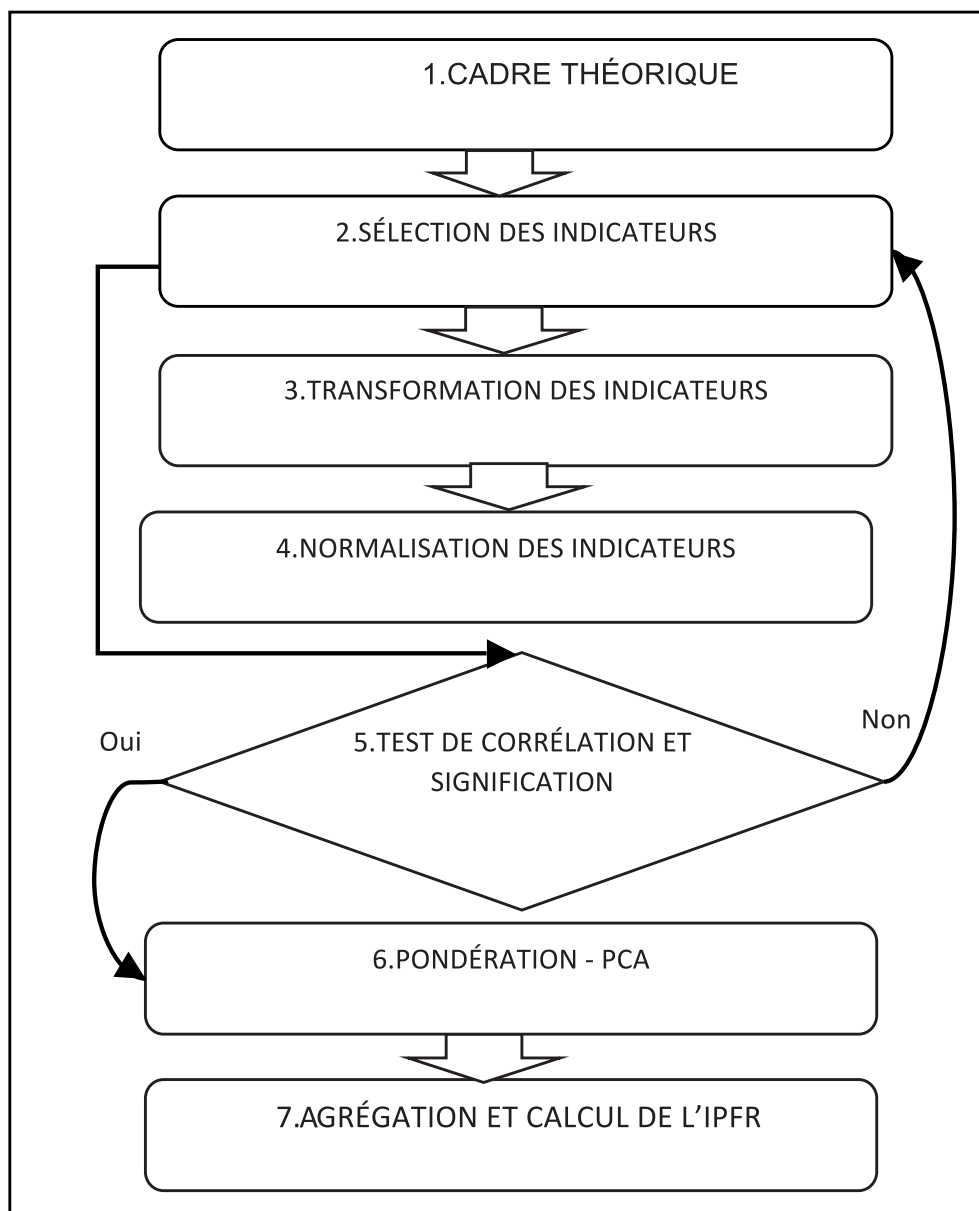 1.CADRE THÉORIQUE
2.SÉLECTION DES INDICATEURS
3.TRANSFORMATION DES INDICATEURS
4.NORMALISATION DES INDICATEURS
Non
Oui
5.TEST DE CORRÉLATION ET
SIGNIFICATION
6.PONDÉRATION - PCA
7.AGRÉGATION ET CALCUL DE L’IPFR